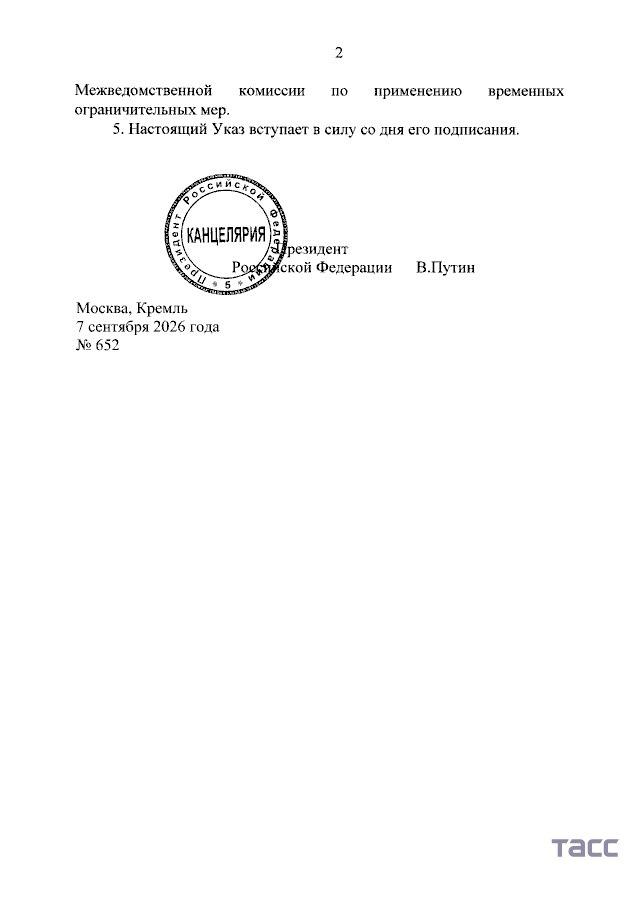 2
Межведомственной комиссии по применению временных
ограничительных мер.
5. Настоящий Указ вступает в силу со дня его подписания.
Президент Российской Федерации
КАНЦЕЛЯРИЯ
* 5 *
Президент
Российской Федерации В.Путин
Москва, Кремль
7 сентября 2026 года
№ 652
ТАСС